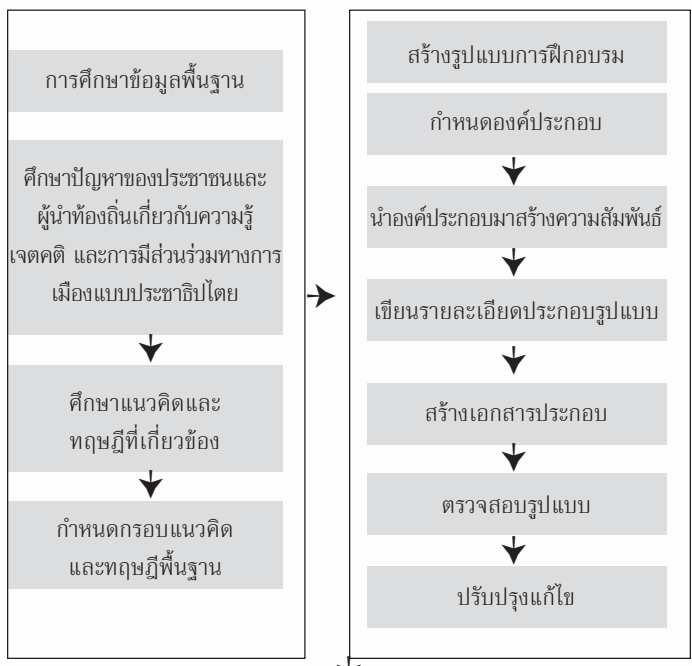 การศึกษาข้อมูลพื้นฐาน
ศึกษาปัญหาของประชาชนและ
ผู้นำท้องถิ่นเกี่ยวกับความรู้
เจตคติ และการมีส่วนร่วมทางการ
เมืองแบบประชาธิปไตย
ศึกษาแนวคิดและ
ทฤษฎีที่เกี่ยวข้อง
กำหนดกรอบแนวคิด
และทฤษฎีพื้นฐาน
สร้างรูปแบบการฝึกอบรม
กำหนดองค์ประกอบ
นำองค์ประกอบมาสร้างความสัมพันธ์
เขียนรายละเอียดประกอบรูปแบบ
สร้างเอกสารประกอบ
ตรวจสอบรูปแบบ
ปรับปรุงแก้ไข